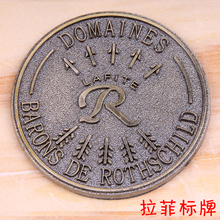 DOMAINES
LAFITE
R
BARONS DE ROTHSCHILD
拉菲标牌